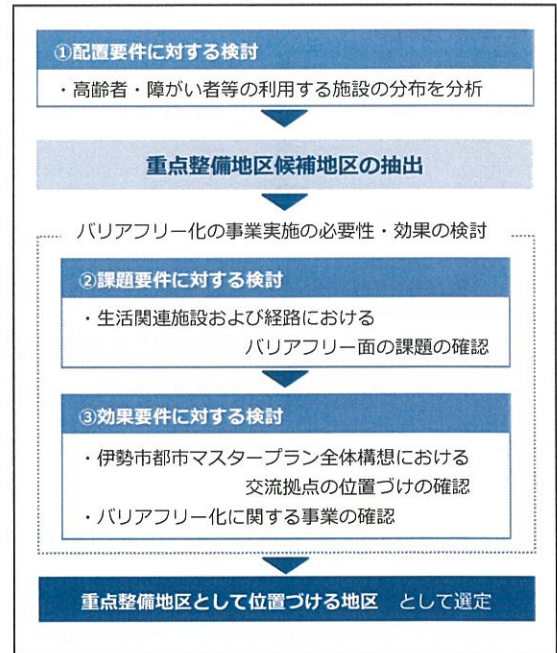 ①配置要件に対する検討
・高齢者・障がい者等の利用する施設の分布を分析
重点整備地区候補地区の抽出
バリアフリー化の事業実施の必要性・効果の検討
②課題要件に対する検討
・生活関連施設および経路における
バリアフリー面の課題の確認
③効果要件に対する検討
・伊勢市都市マスタープラン全体構想における
交流拠点の位置づけの確認
・バリアフリー化に関する事業の確認
重点整備地区として位置づける地区 として選定